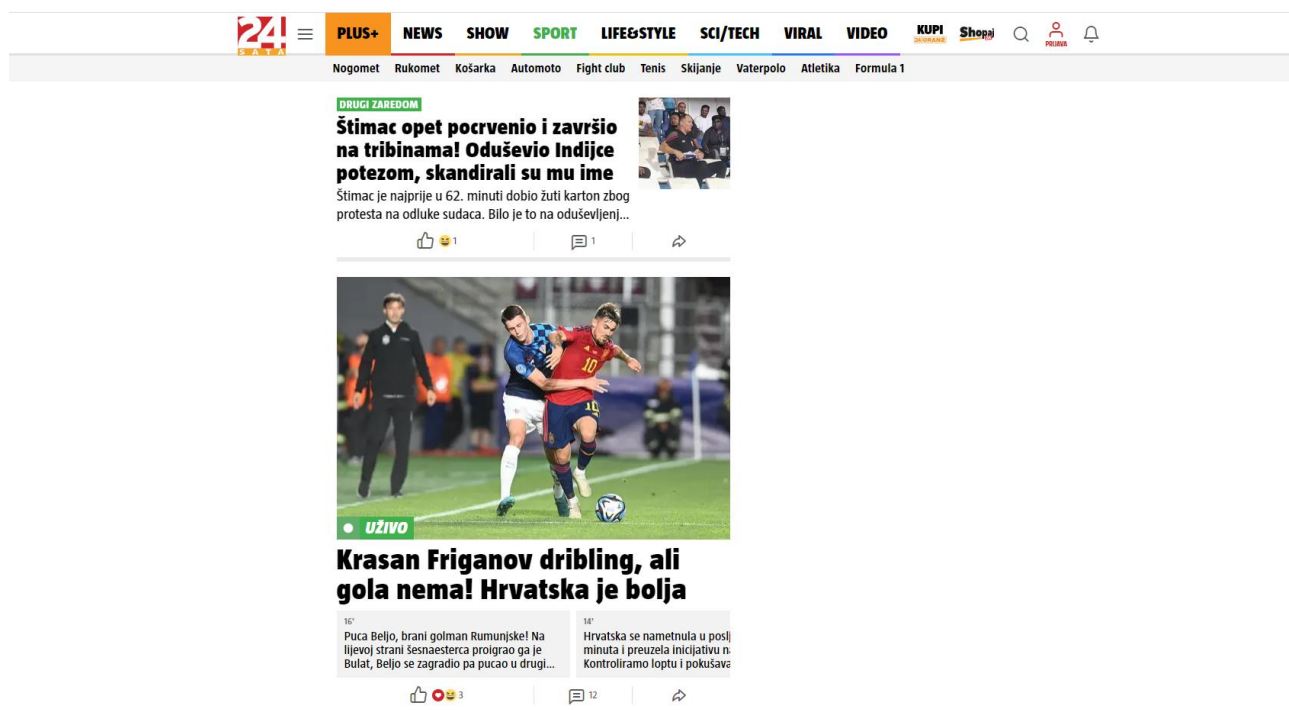 24
SATA
PLUS+ NEWS SHOW SPORT LIFE&STYLE SCI/TECH VIRAL VIDEO KUPI Shopaj
PRIJAVA
Nogomet Rukomet Košarka Automoto Fight club Tenis Skijanje Vaterpolo Atletika Formula 1
DRUGI ZAREDOM
Štimac opet pocrvenio i završio
na tribinama! Oduševio Indijce
potezom, skandirali su mu ime
Štimac je najprije u 62. minuti dobio žuti karton zbog
protesta na odluke sudaca. Bilo je to na oduševljenj...
1 1
10
10
UŽIVO
Krasan Friganov dribling, ali
gola nema! Hrvatska je bolja
16'
Puca Beljo, brani golman Rumunjske! Na
lijevoj strani šesnaesterca proigrao ga je
Bulat, Beljo se zagradio pa pucao u drugi...
14'
Hrvatska se nametnula u poslj
minuta i preuzela inicijativu n
Kontroliramo loptu i pokušava
3 12